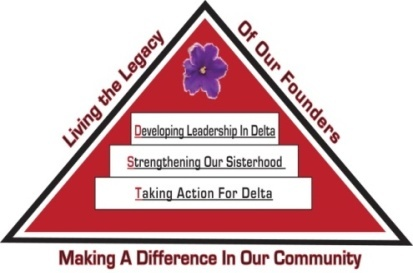 Living the Legacy
Of Our Founders
Developing Leadership In Delta
Strengthening Our Sisterhood
Taking Action For Delta
Making A Difference In Our Community